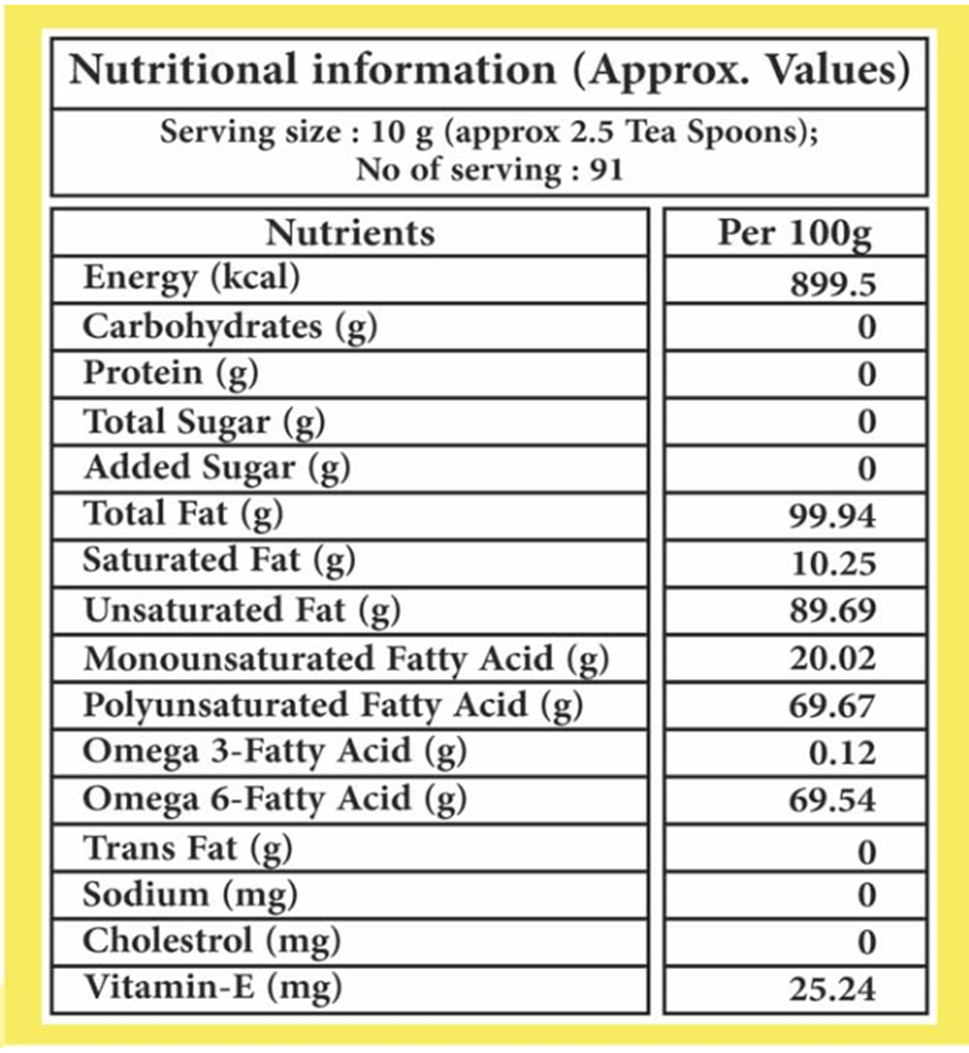 Nutritional information (Approx. Values)
Serving size : 10 g (approx 2.5 Tea Spoons);
No of serving : 91
Nutrients Per 100g
Energy (kcal) 899.5
Carbohydrates (g) 0
Protein (g) 0
Total Sugar (g) 0
Added Sugar (g) 0
Total Fat (g) 99.94
Saturated Fat (g) 10.25
Unsaturated Fat (g) 89.69
Monounsaturated Fatty Acid (g) 20.02
Polyunsaturated Fatty Acid (g) 69.67
Omega 3-Fatty Acid (g) 0.12
Omega 6-Fatty Acid (g) 69.54
Trans Fat (g) 0
Sodium (mg) 0
Cholestrol (mg) 0
Vitamin-E (mg) 25.24